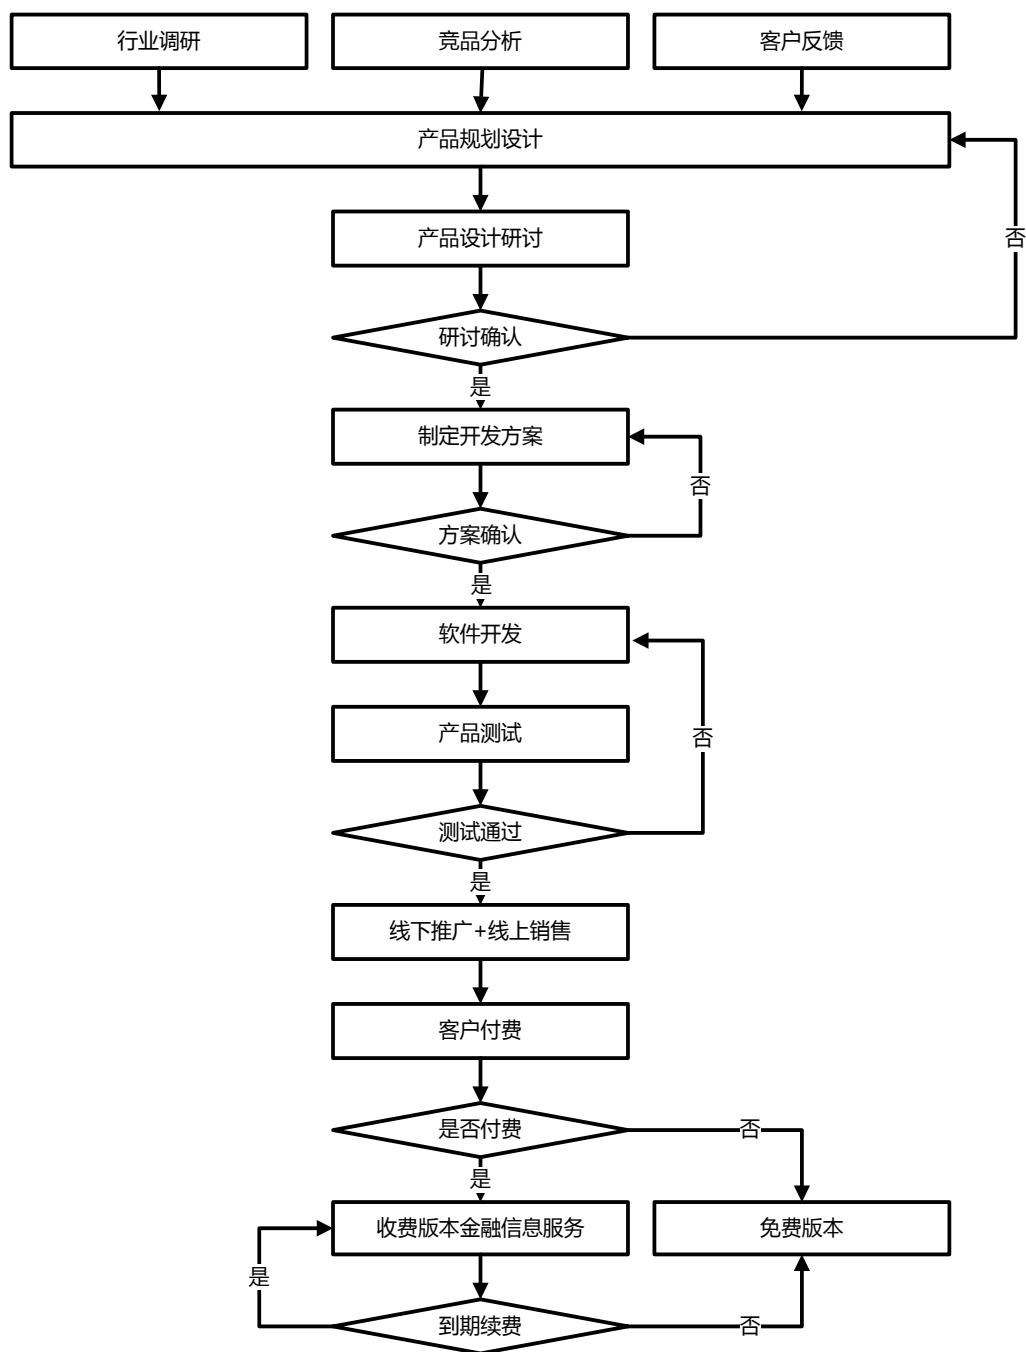 行业调研
竞品分析
客户反馈
产品规划设计
产品设计研讨
否
研讨确认
是
制定开发方案
否
方案确认
是
软件开发
产品测试
否
测试通过
是
线下推广+线上销售
客户付费
是否付费
否
是
收费版本金融信息服务
免费版本
是
到期续费
否